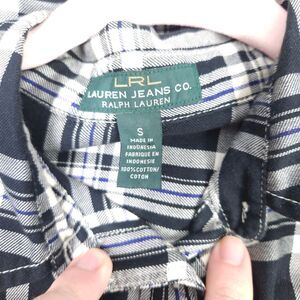 LRL
LAUREN JEANS CO.
RALPH LAUREN
S
MADE IN
INDONESIA
FABRIQUE EN
INDONESIE
100% COTTON/
COTON